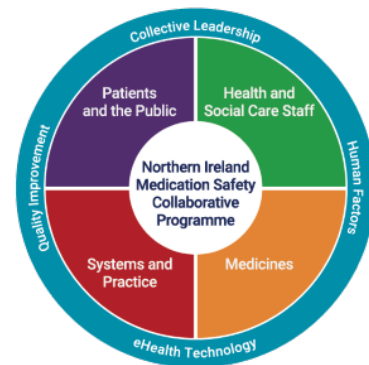 Collective Leadership
Patients
and the Public
Health and
Social Care Staff
Quality Improvement
Northern Ireland
Medication Safety
Collaborative
Programme
Human Factors
Systems and
Practice
Medicines
eHealth Technology